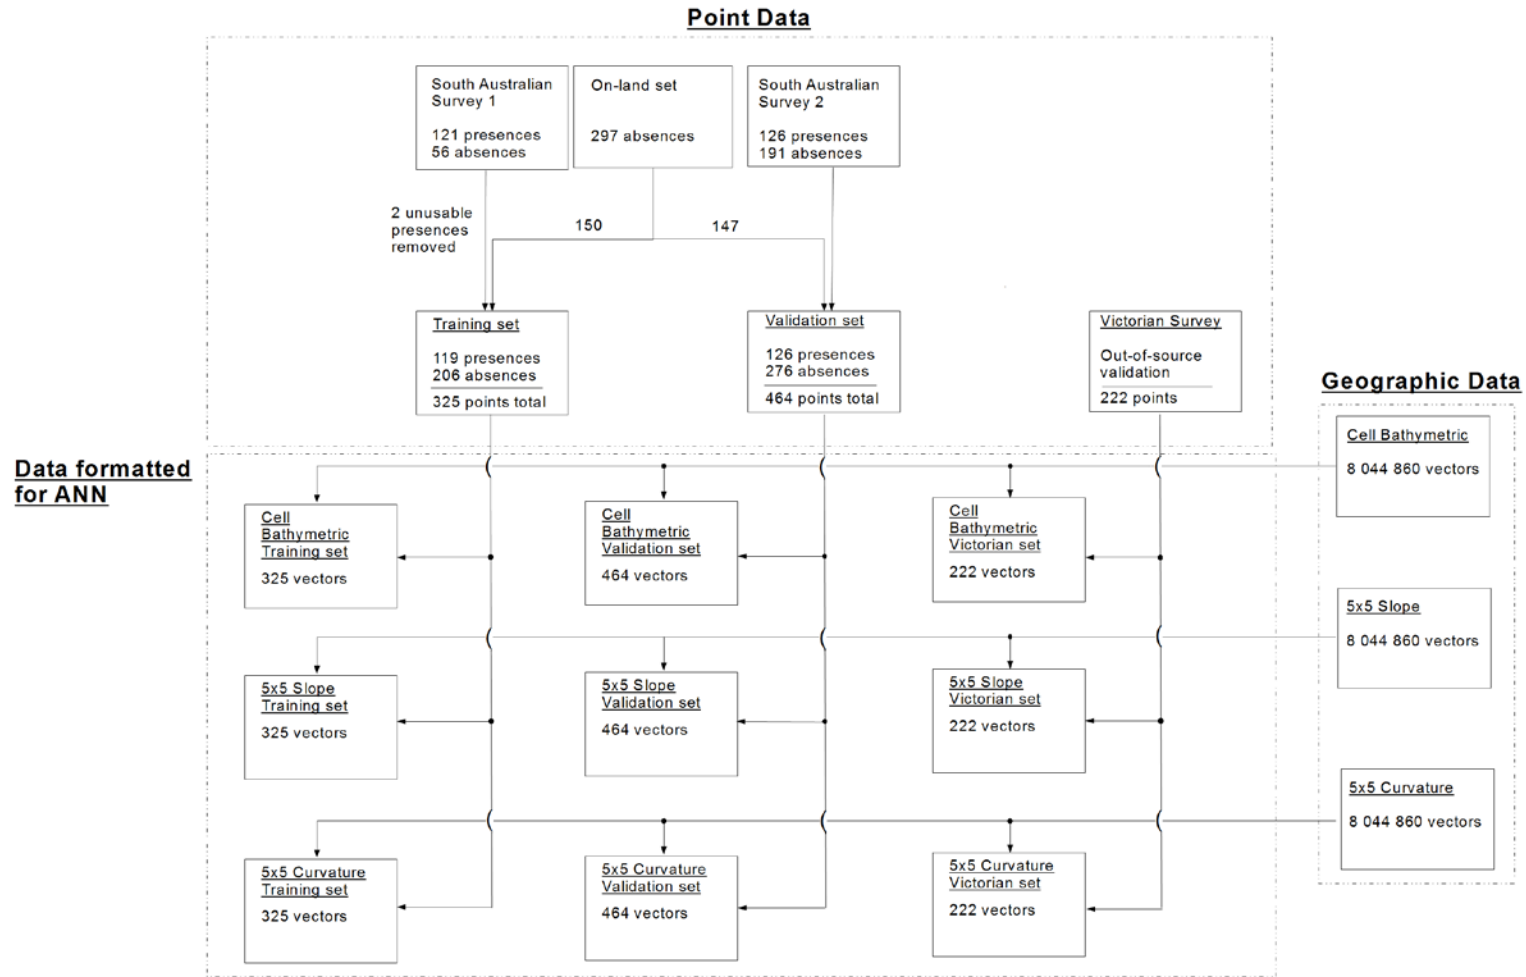 Point Data
South Australian
Survey 1
121 presences
56 absences
On-land set
297 absences
South Australian
Survey 2
126 presences
191 absences
2 unusable
presences
removed
150
147
Training set
119 presences
206 absences
325 points total
Validation set
126 presences
276 absences
464 points total
Victorian Survey
Out-of-source
validation
222 points
Geographic Data
Cell Bathymetric
8 044 860 vectors
5x5 Slope
8 044 860 vectors
5x5 Curvature
8 044 860 vectors
Data formatted
for ANN
Cell
Bathymetric
Training set
325 vectors
Cell
Bathymetric
Validation set
464 vectors
Cell
Bathymetric
Victorian set
222 vectors
5x5 Slope
Training set
325 vectors
5x5 Slope
Validation set
464 vectors
5x5 Slope
Victorian set
222 vectors
5x5 Curvature
Training set
325 vectors
5x5 Curvature
Validation set
464 vectors
5x5 Curvature
Victorian set
222 vectors